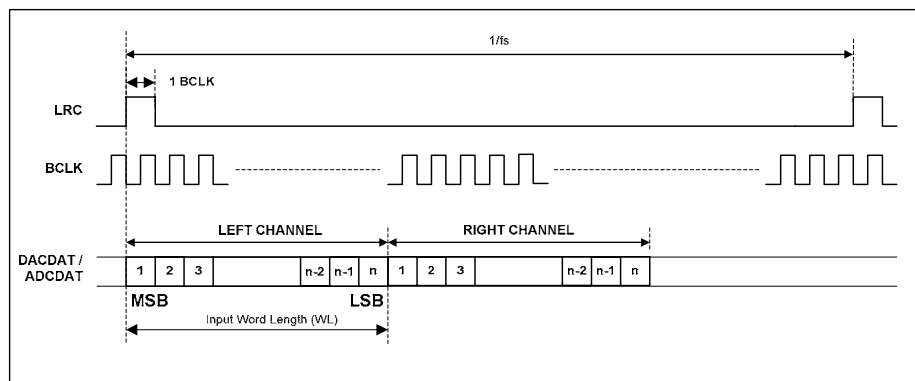 1/fs
1 BCLK
LRC
BCLK
LEFT CHANNEL RIGHT CHANNEL
DACDAT /
ADCDAT
1 2 3 n-2 n-1 n 1 2 3 n-2 n-1 n
MSB LSB
Input Word Length (WL)